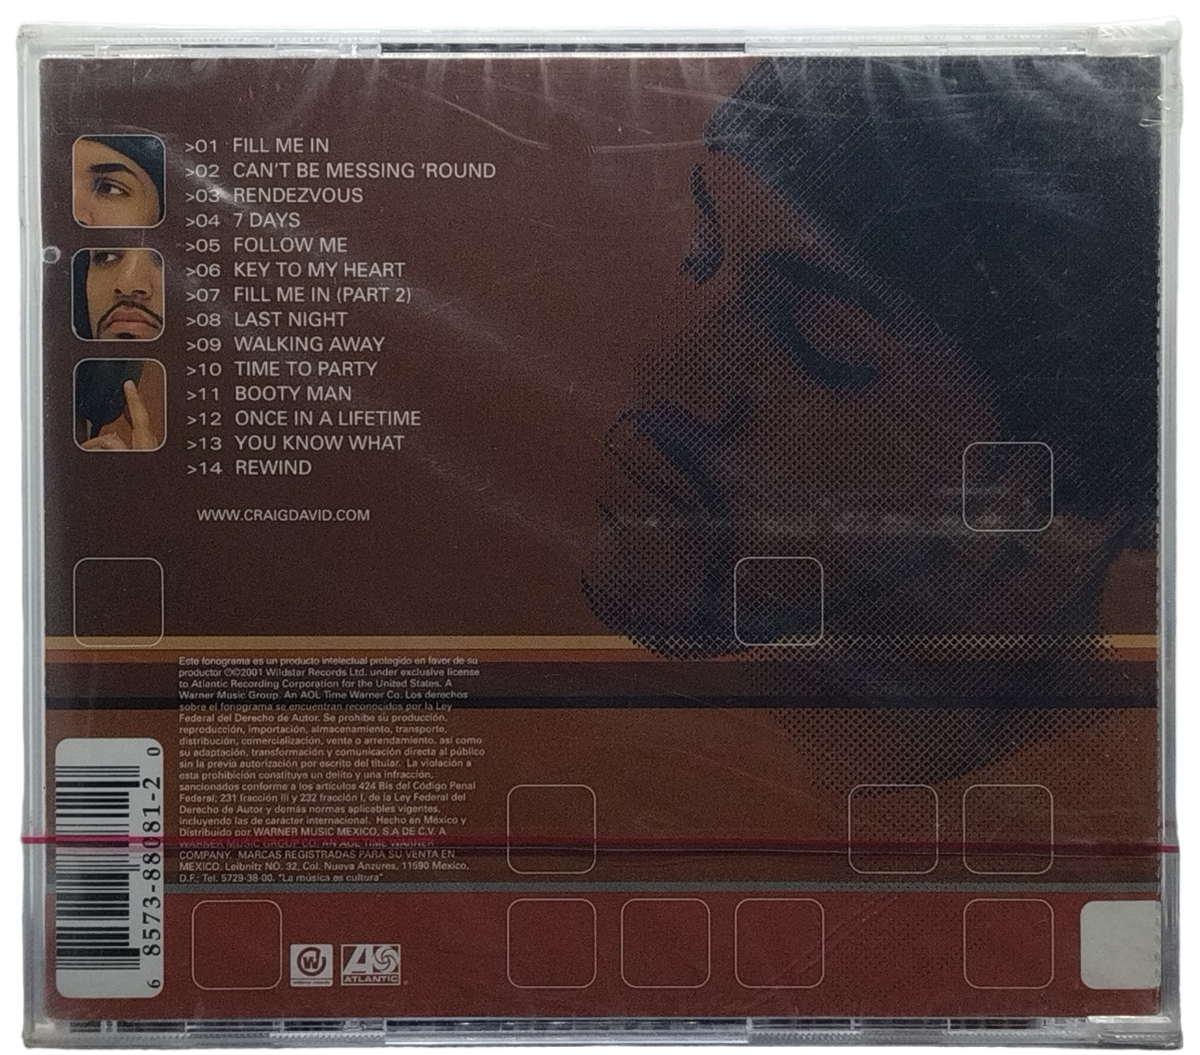 >01 FILL ME IN
>02 CAN'T BE MESSING 'ROUND
>03 RENDEZVOUS
>04 7 DAYS
>05 FOLLOW ME
>06 KEY TO MY HEART
>07 FILL ME IN (PART 2)
>08 LAST NIGHT
>09 WALKING AWAY
>10 TIME TO PARTY
>11 BOOTY MAN
>12 ONCE IN A LIFETIME
>13 YOU KNOW WHAT
>14 REWIND
WWW.CRAIGDAVID.COM
Este fonograma es un producto intelectual protegido en favor de su
productor ℗©2001 Wildstar Records Ltd. under exclusive license
to Atlantic Recording Corporation for the United States. A
Warner Music Group. An AOL Time Warner Co. Los derechos
sobre el fonograma se encuentran reconocidos por la Ley
Federal del Derecho de Autor. Se prohibe su producción,
reproducción, importación, almacenamiento, transporte,
distribución, comercialización, venta o arrendamiento, así como
su adaptación, transformación y comunicación directa al público
sin la previa autorización por escrito del titular. La violación a
esta prohibición constituye un delito y una infracción,
sancionados conforme a los artículos 424 Bis del Código Penal
Federal; 231 fracción III y 232 fracción I, de la Ley Federal del
Derecho de Autor y demás normas aplicables vigentes,
incluyendo las de carácter internacional. Hecho en México y
Distribuido por WARNER MUSIC MEXICO, S.A DE C.V. A
WARNER MUSIC GROUP CO. AN AOL TIME WARNER
COMPANY. MARCAS REGISTRADAS PARA SU VENTA EN
MEXICO. Leibnitz NO. 32, Col. Nueva Anzures, 11590 Mexico,
D.F.; Tel. 5729-38-00. "La música es cultura"
6 8573-88081-2 0
ATLANTIC